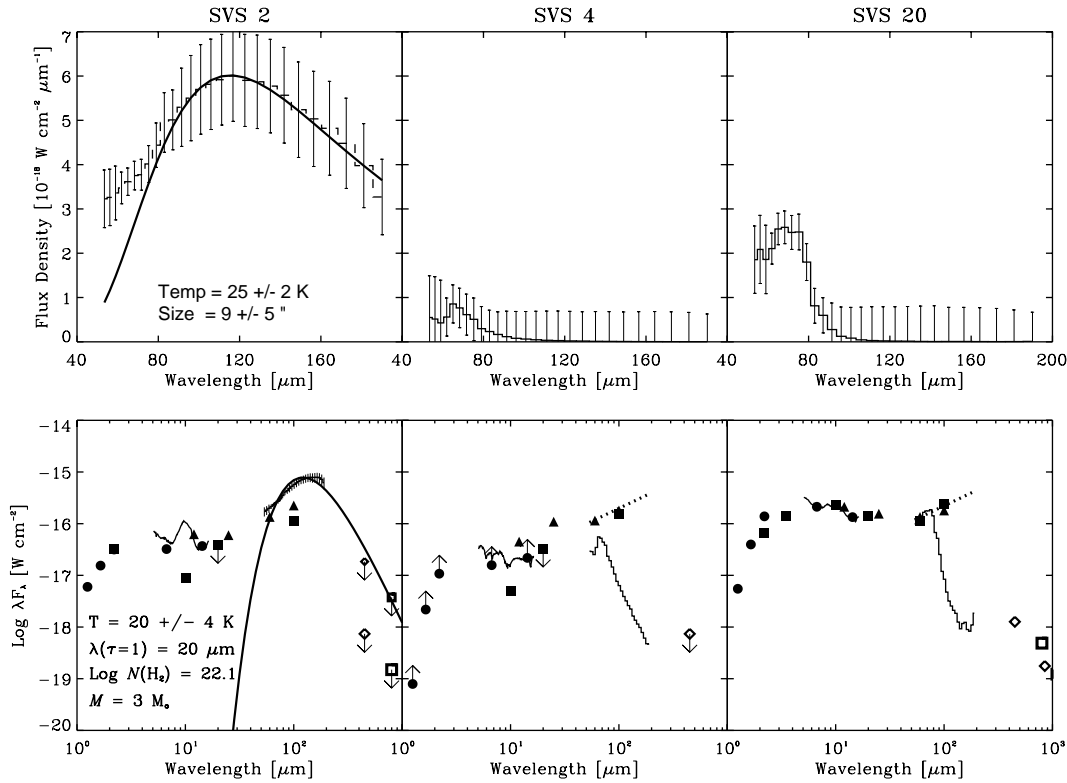 SVS 2 SVS 4 SVS 20
7
6
5
4
3
2
1
0
Flux Density [10⁻¹⁸ W cm⁻² μm⁻¹]
Temp = 25 +/- 2 K
Size = 9 +/- 5 "
40 80 120 160 40 80 120 160 40 80 120 160 200
Wavelength [μm] Wavelength [μm] Wavelength [μm]
-14
-15
-16
-17
-18
-19
-20
Log λF_λ [W cm⁻²]
T = 20 +/- 4 K
λ(τ=1) = 20 μm
Log N(H₂) = 22.1
M = 3 M₀
10⁰ 10¹ 10² 10⁰ 10¹ 10² 10⁰ 10¹ 10² 10³
Wavelength [μm] Wavelength [μm] Wavelength [μm]